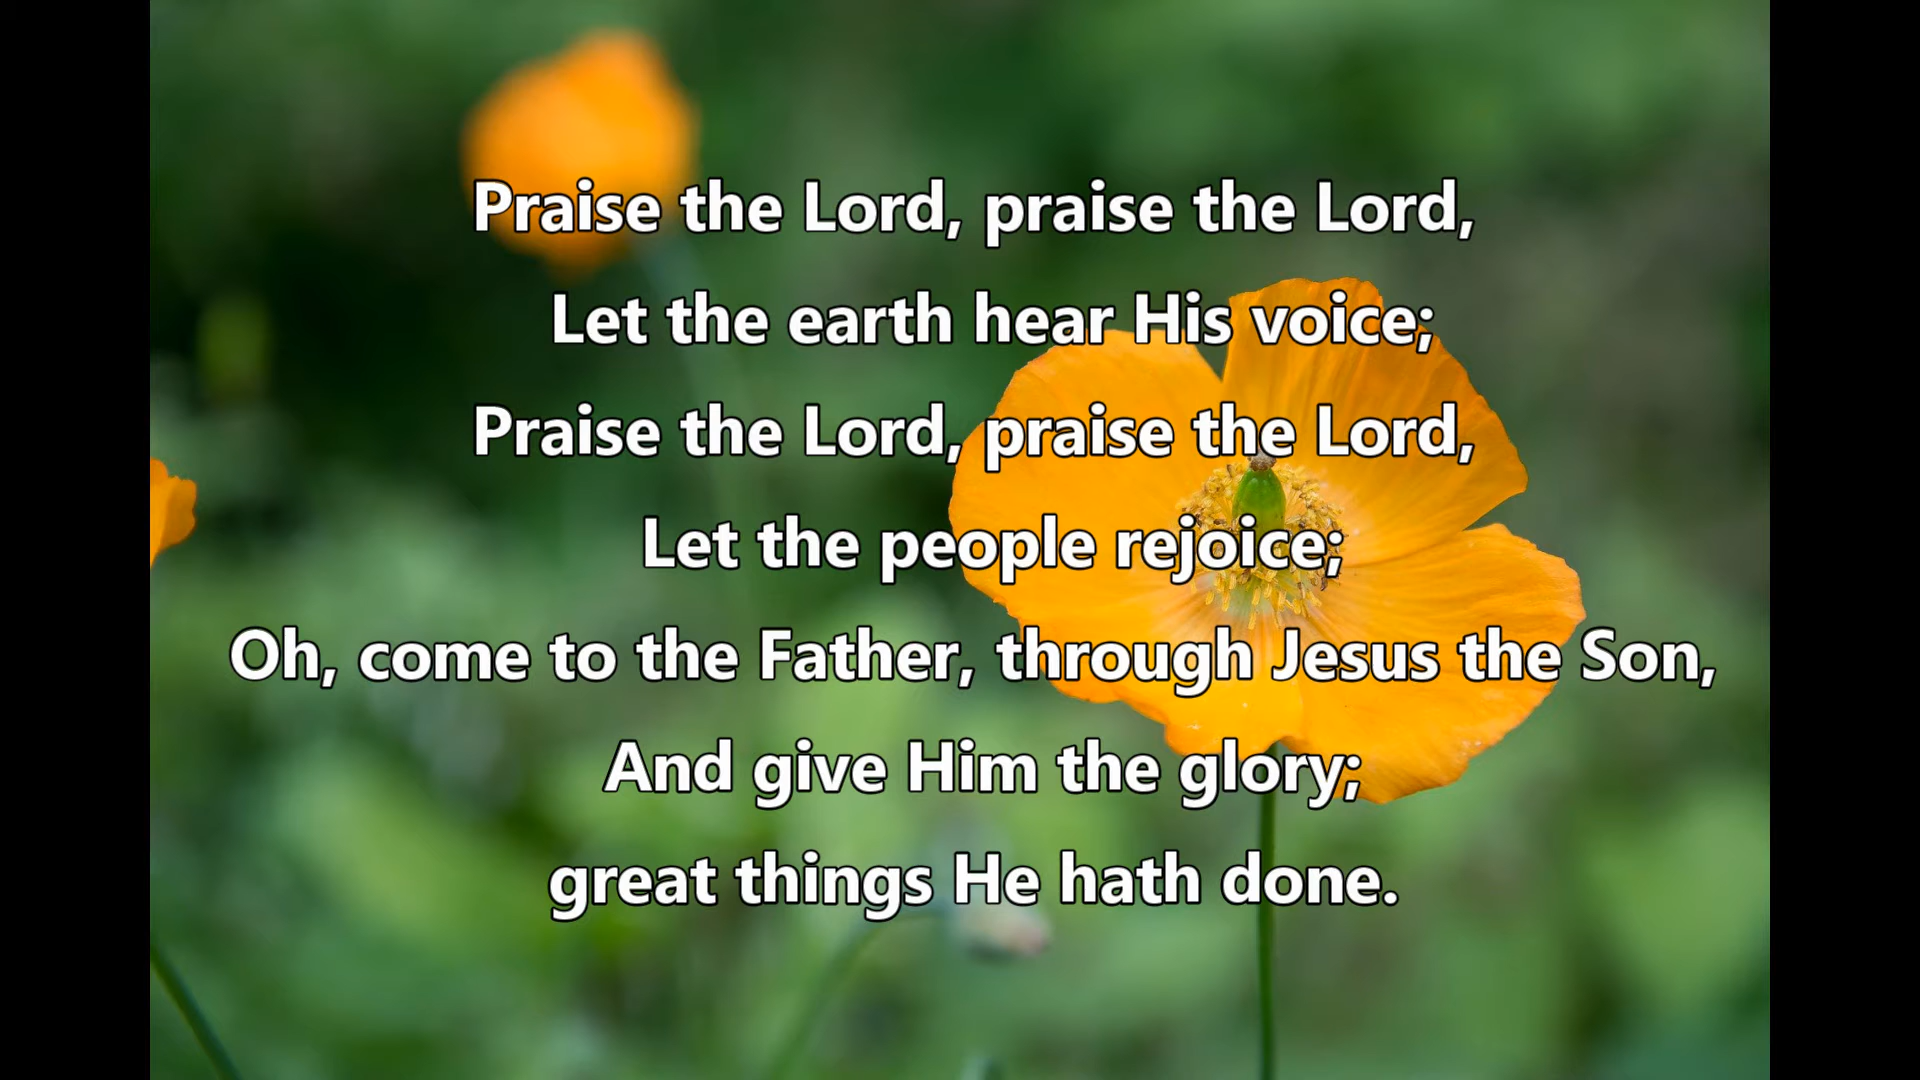 Praise the Lord, praise the Lord,
Let the earth hear His voice;
Praise the Lord, praise the Lord,
Let the people rejoice;
Oh, come to the Father, through Jesus the Son,
And give Him the glory;
great things He hath done.